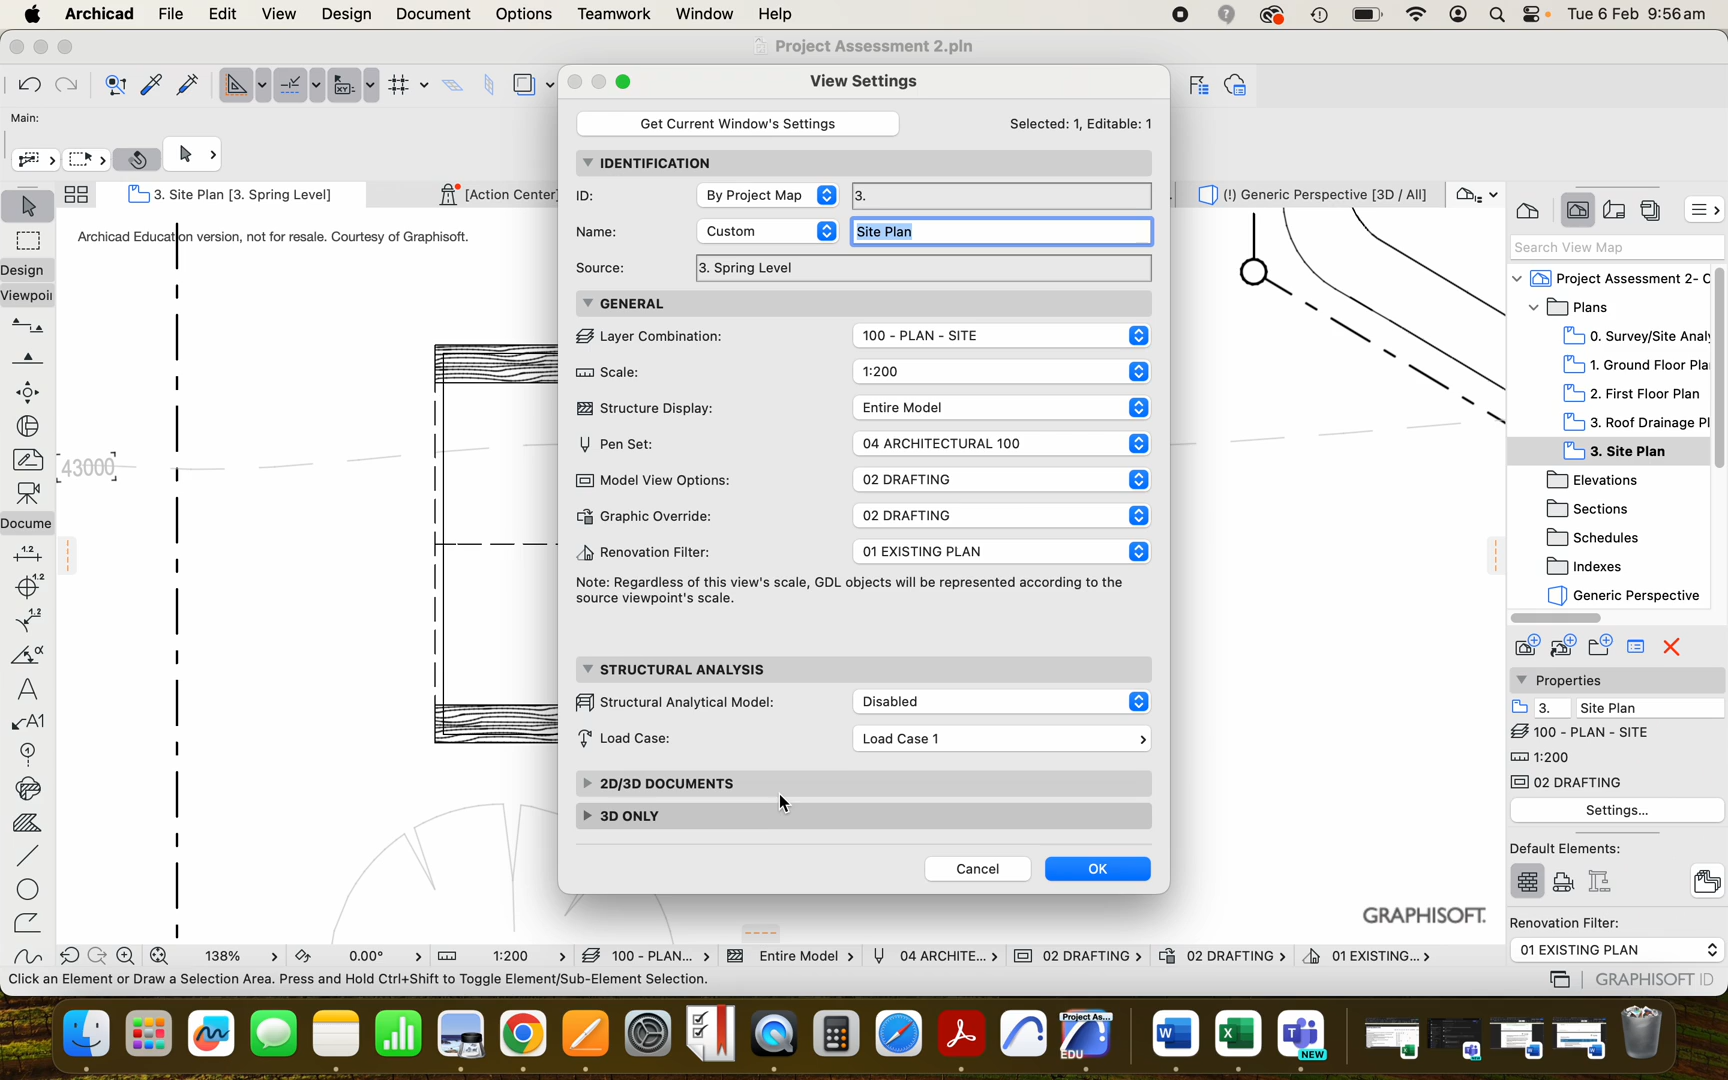 Archicad File Edit View Design Document Options Teamwork Window Help Tue 6 Feb 9:56am
Project Assessment 2.pln
Main:
3. Site Plan [3. Spring Level]
[Action Center]
(!) Generic Perspective [3D / All]
Archicad Education version, not for resale. Courtesy of Graphisoft.
Design
Viewpoi
Docume
43000
View Settings
Get Current Window's Settings
Selected: 1, Editable: 1
IDENTIFICATION
ID: By Project Map 3.
Name: Custom Site Plan
Source: 3. Spring Level
GENERAL
Layer Combination: 100 - PLAN - SITE
Scale: 1:200
Structure Display: Entire Model
Pen Set: 04 ARCHITECTURAL 100
Model View Options: 02 DRAFTING
Graphic Override: 02 DRAFTING
Renovation Filter: 01 EXISTING PLAN
Note: Regardless of this view's scale, GDL objects will be represented according to the
source viewpoint's scale.
STRUCTURAL ANALYSIS
Structural Analytical Model: Disabled
Load Case: Load Case 1
2D/3D DOCUMENTS
3D ONLY
Cancel OK
GRAPHISOFT.
Search View Map
Project Assessment 2- C
Plans
0. Survey/Site Analy
1. Ground Floor Pla
2. First Floor Plan
3. Roof Drainage Pl
3. Site Plan
Elevations
Sections
Schedules
Indexes
Generic Perspective
Properties
3. Site Plan
100 - PLAN - SITE
1:200
02 DRAFTING
Settings...
Default Elements:
Renovation Filter:
01 EXISTING PLAN
138% 0.00° 1:200 100 - PLAN... Entire Model 04 ARCHITE... 02 DRAFTING 02 DRAFTING 01 EXISTING...
Click an Element or Draw a Selection Area. Press and Hold Ctrl+Shift to Toggle Element/Sub-Element Selection.
GRAPHISOFT ID
Project As...
EDU
NEW